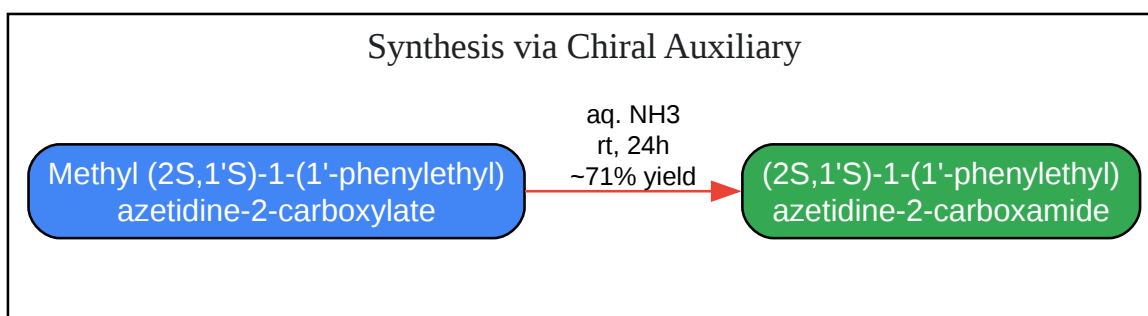 Synthesis via Chiral Auxiliary
aq. NH3
rt, 24h
~71% yield
Methyl (2S,1'S)-1-(1'-phenylethyl)
azetidine-2-carboxylate
(2S,1'S)-1-(1'-phenylethyl)
azetidine-2-carboxamide